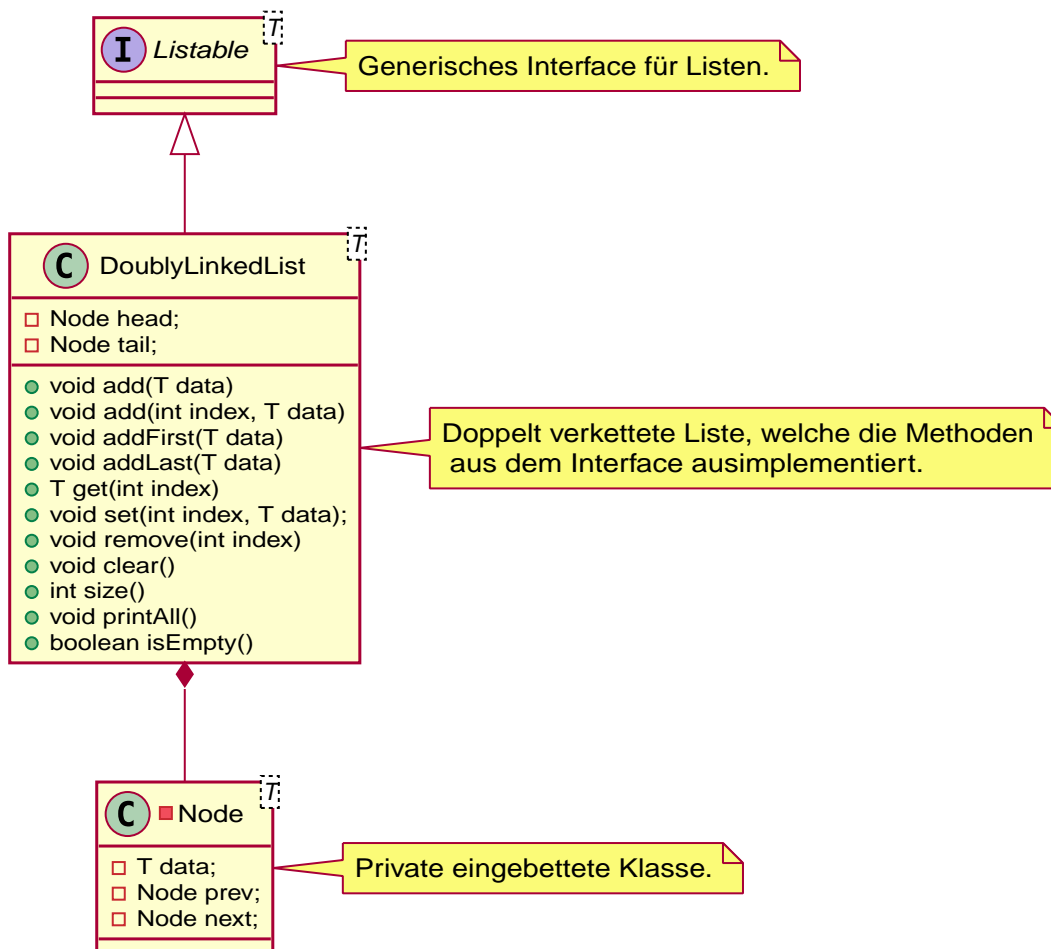 T
I Listable
Generisches Interface für Listen.
T
C DoublyLinkedList
Node head;
Node tail;
void add(T data)
void add(int index, T data)
void addFirst(T data)
void addLast(T data)
T get(int index)
void set(int index, T data);
void remove(int index)
void clear()
int size()
void printAll()
boolean isEmpty()
Doppelt verkettete Liste, welche die Methoden
aus dem Interface ausimplementiert.
T
C Node
T data;
Node prev;
Node next;
Private eingebettete Klasse.